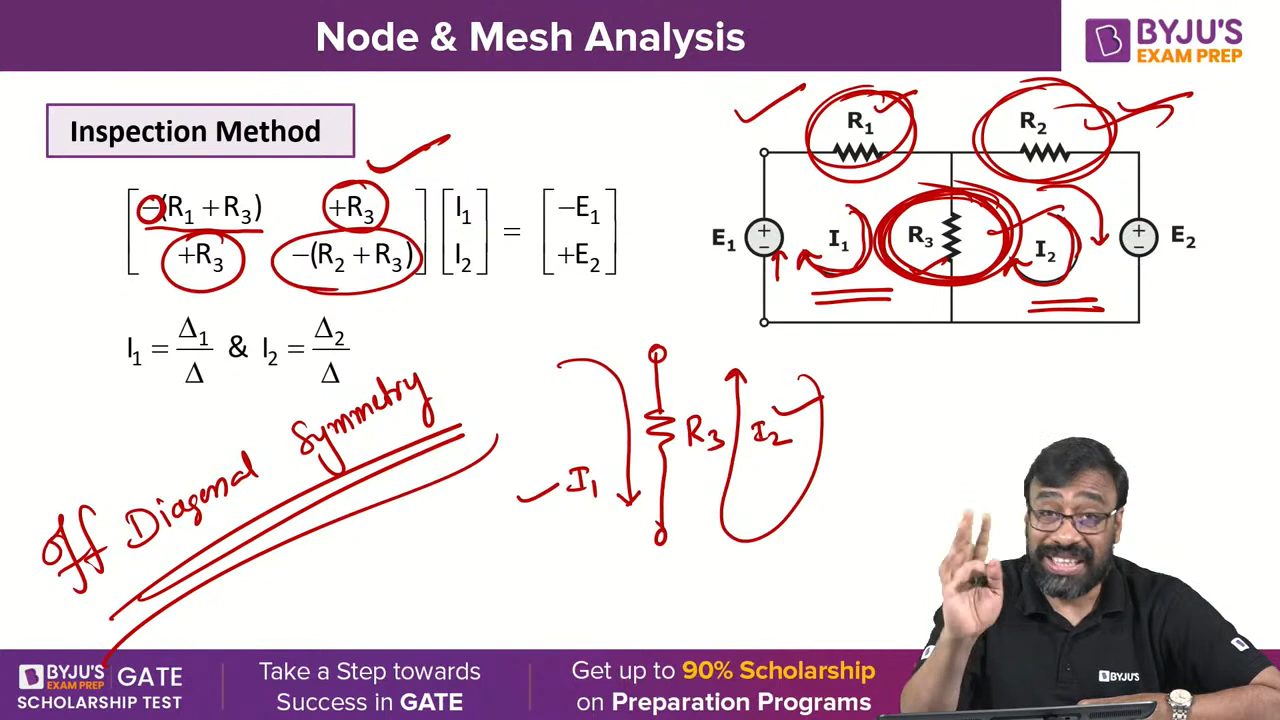 Node & Mesh Analysis
BYJU'S
EXAM PREP
Inspection Method
−(R₁ + R₃) +R₃
+R₃ −(R₂ + R₃)
I₁
I₂
=
−E₁
+E₂
I₁ = Δ₁/Δ & I₂ = Δ₂/Δ
R₁
R₂
E₁
+
−
I₁
R₃
I₂
+
−
E₂
Off Diagonal Symmetry
I₁
R₃
I₂
BYJU'S
EXAM PREP
GATE
SCHOLARSHIP TEST
Take a Step towards
Success in GATE
Get up to 90% Scholarship
on Preparation Programs
BYJU'S